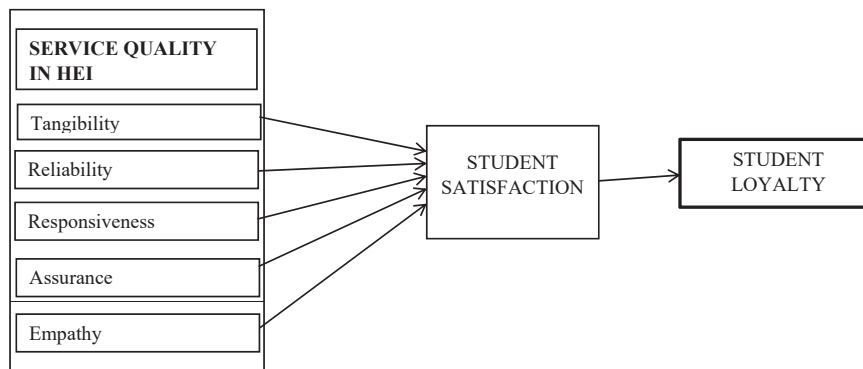 SERVICE QUALITY
IN HEI
Tangibility
Reliability
Responsiveness
Assurance
Empathy
STUDENT
SATISFACTION
STUDENT
LOYALTY